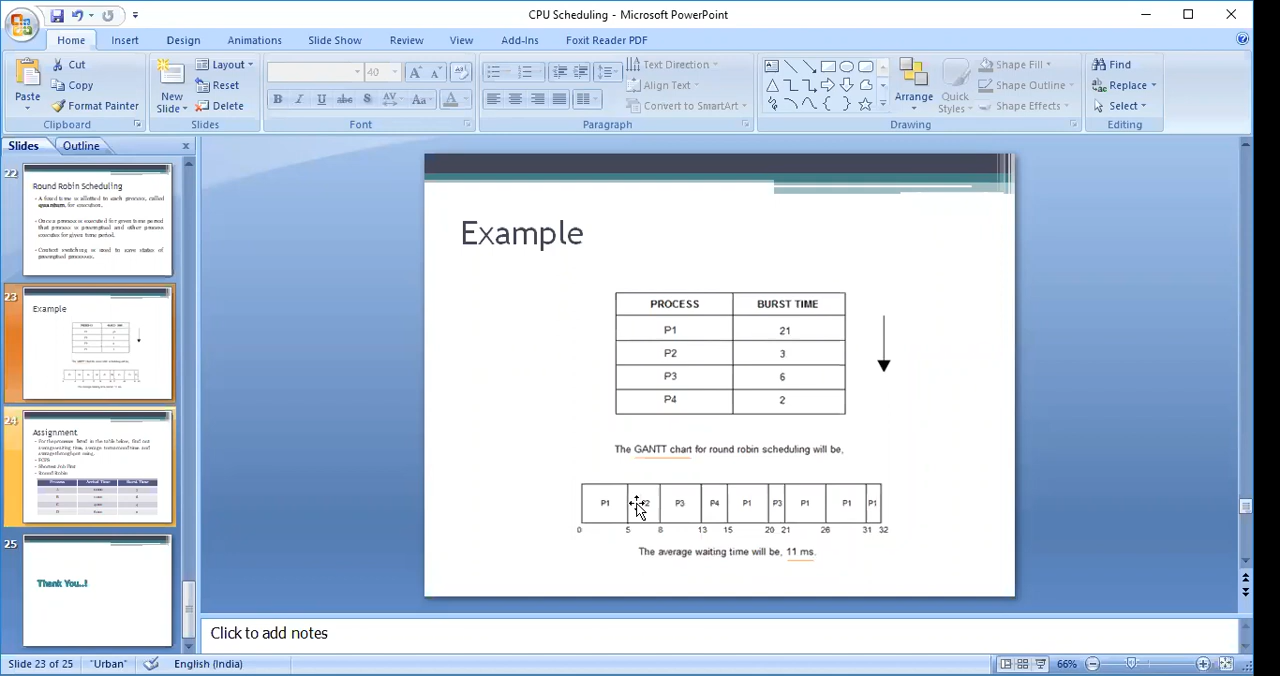 CPU Scheduling - Microsoft PowerPoint
Home Insert Design Animations Slide Show Review View Add-Ins Foxit Reader PDF
Cut
Copy
Format Painter
Paste
Clipboard
New
Slide
Layout
Reset
Delete
Slides
40
Font
Text Direction
Align Text
Convert to SmartArt
Paragraph
Arrange
Quick
Styles
Shape Fill
Shape Outline
Shape Effects
Drawing
Find
Replace
Select
Editing
Slides Outline
22
Round Robin Scheduling
23
Example
24
Assignment
25
Thank You..!
Example
PROCESS BURST TIME
P1 21
P2 3
P3 6
P4 2
The GANTT chart for round robin scheduling will be,
P1 P2 P3 P4 P1 P3 P1 P1 P1
0 5 8 13 15 20 21 26 31 32
The average waiting time will be, 11 ms.
Click to add notes
Slide 23 of 25 "Urban" English (India) 66%